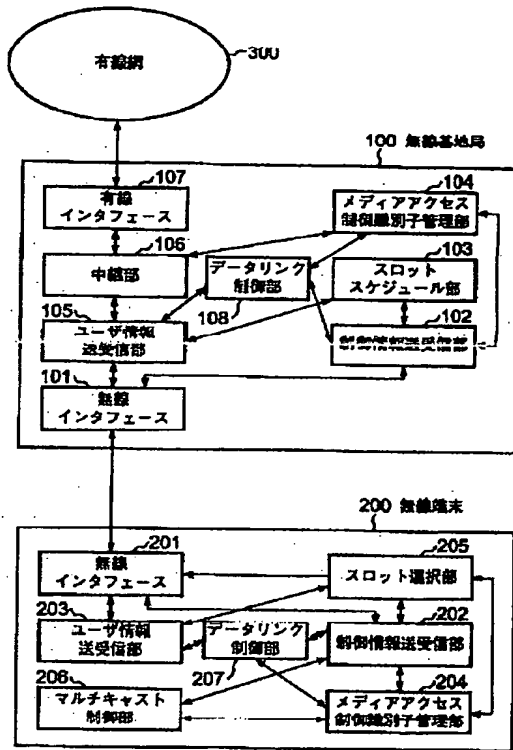 有線網
300
100 無線基地局
107
有線
インタフェース
104
メディアアクセス
制御識別子管理部
106
中継部
103
スロット
スケジュール部
データリンク
制御部
108
105
ユーザ情報
送受信部
102
制御情報送受信部
101
無線
インタフェース
200 無線端末
201
無線
インタフェース
205
スロット選択部
203
ユーザ情報
送受信部
データリンク
制御部
207
202
制御情報送受信部
206
マルチキャスト
制御部
204
メディアアクセス
制御識別子管理部